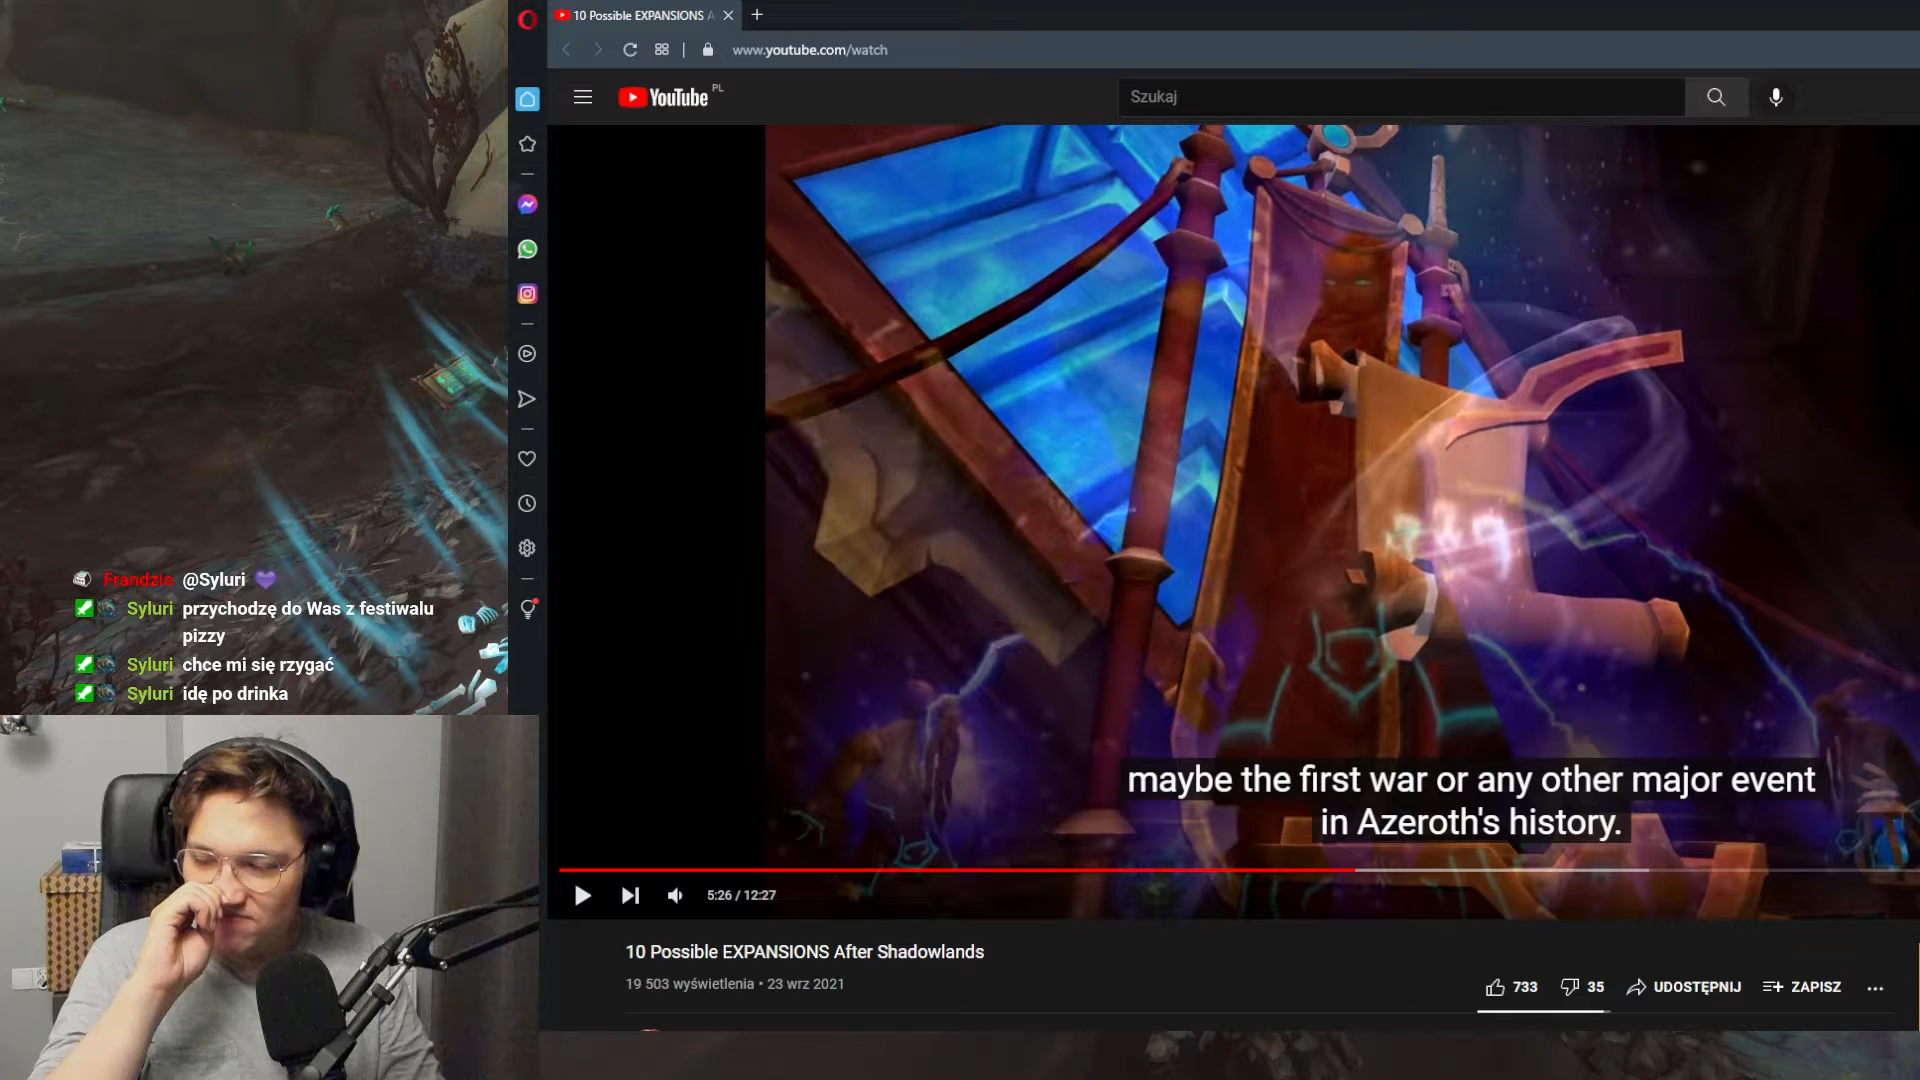 10 Possible EXPANSIONS A
www.youtube.com/watch
YouTube PL
Szukaj
Frandzio @Syluri
Syluri przychodzę do Was z festiwalu
pizzy
Syluri chce mi się rzygać
Syluri idę po drinka
maybe the first war or any other major event
in Azeroth's history.
5:26 / 12:27
10 Possible EXPANSIONS After Shadowlands
19 503 wyświetlenia • 23 wrz 2021
733
35
UDOSTĘPNIJ
ZAPISZ